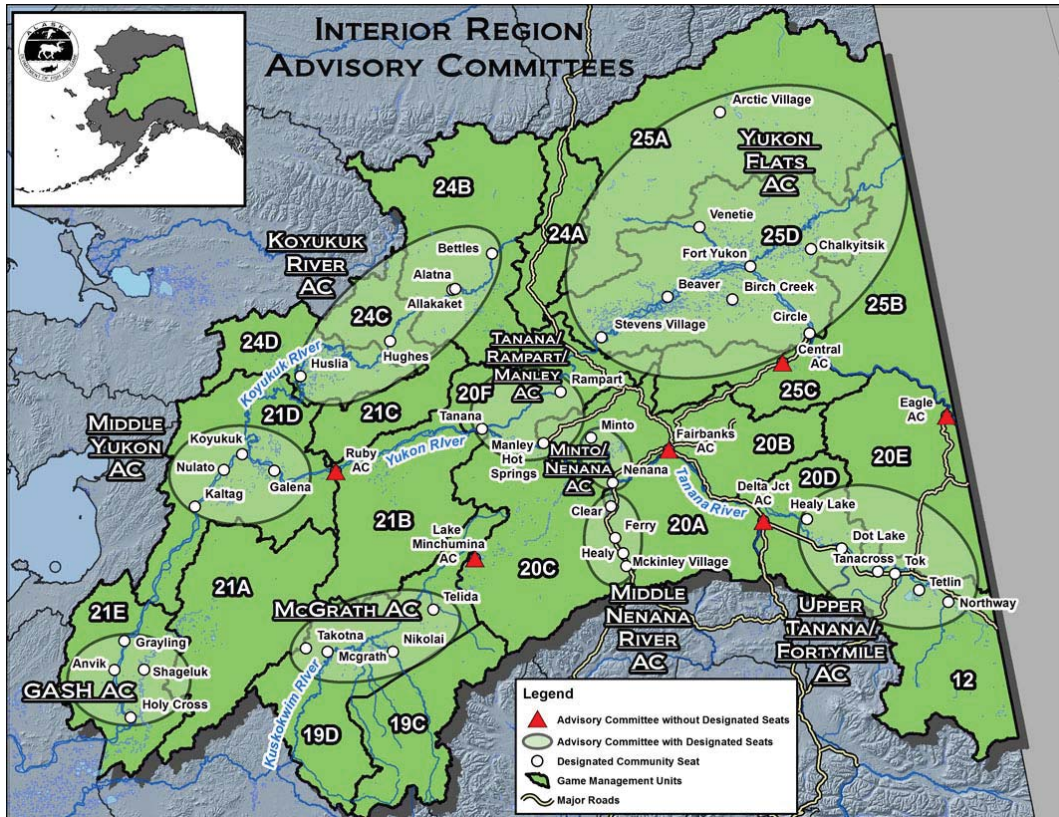 ALASKA
DEPARTMENT OF FISH AND GAME
INTERIOR REGION
ADVISORY COMMITTEES
Arctic Village
25A
YUKON
FLATS
AC
24B
24A
Venetie
25D
Chalkyitsik
KOYUKUK
RIVER
AC
Bettles
Fort Yukon
Alatna
Allakaket
Beaver
Birch Creek
25B
24C
Stevens Village
Circle
24D
Hughes
TANANA/
RAMPART/
MANLEY AC
Central
AC
Koyukuk River
Huslia
20F
Rampart
25C
21D
21C
Eagle
AC
MIDDLE
YUKON
AC
Koyukuk
Tanana
Minto
Fairbanks
AC
20B
20E
Nulato
Ruby
AC
Yukon River
Manley
Hot
Springs
MINTO/
NENANA
AC
Nenana
Tanana River
Delta Jct
AC
20D
Galena
Healy Lake
Kaltag
21B
Clear
Lake
Minchumina
AC
Ferry
20A
Dot Lake
20C
Healy
Tanacross
Tok
Mckinley Village
Tetlin
21A
Northway
21E
MCGRATH AC
Telida
MIDDLE
NENANA
RIVER
AC
UPPER
TANANA/
FORTYMILE
AC
Grayling
Takotna
Nikolai
Mcgrath
Anvik
Shageluk
GASH AC
12
Holy Cross
Kuskokwim River
19D
19C
Legend
Advisory Committee without Designated Seats
Advisory Committee with Designated Seats
Designated Community Seat
Game Management Units
Major Roads